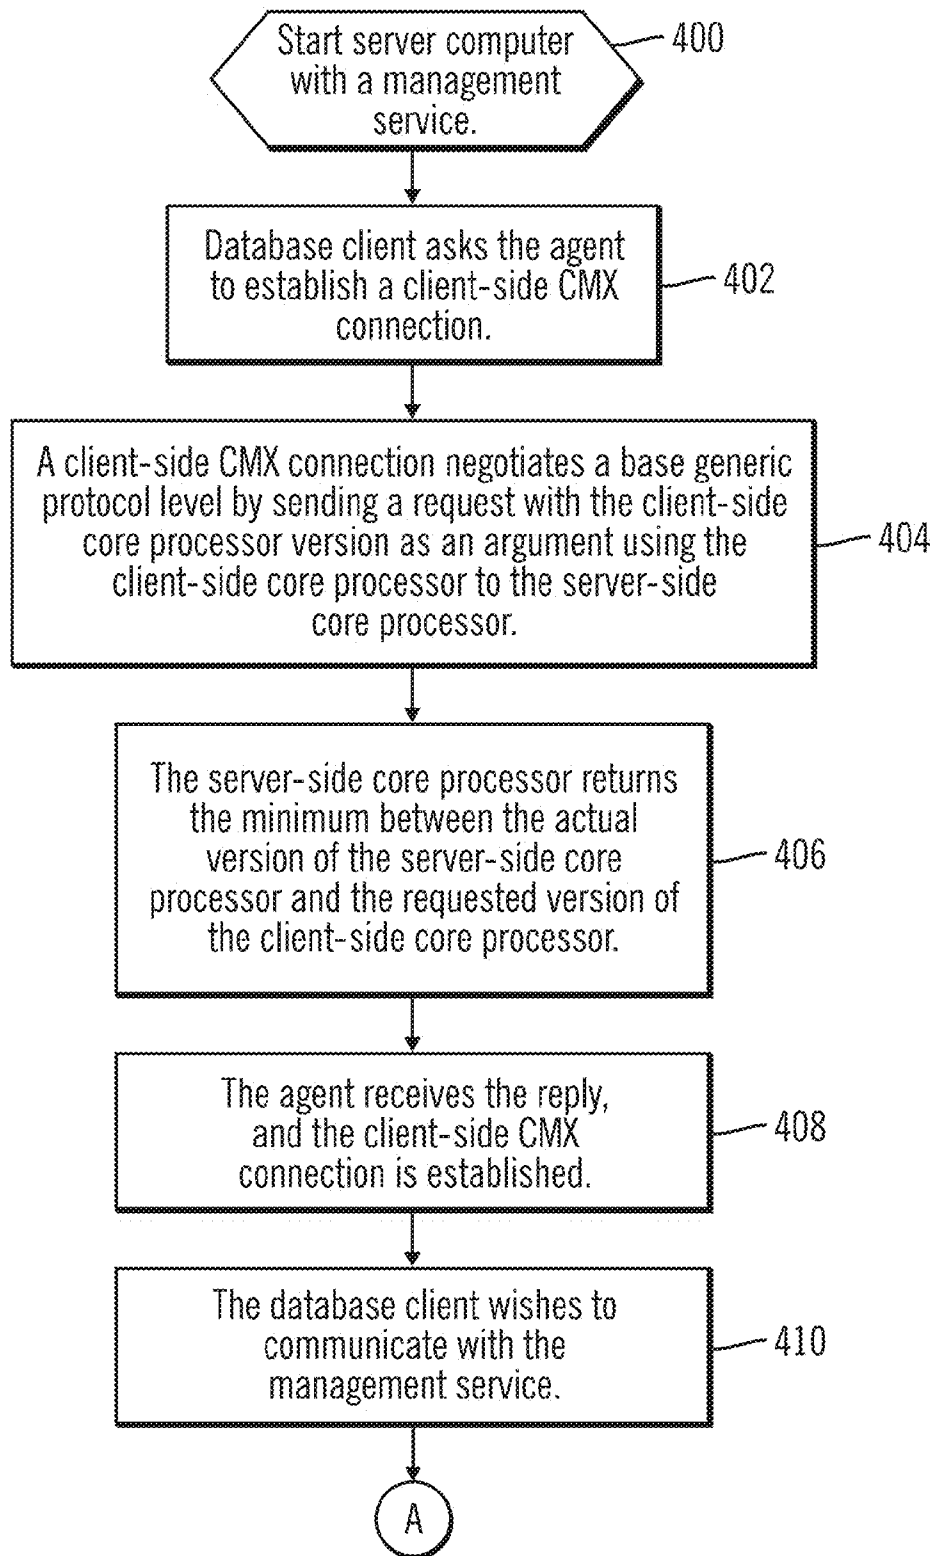 Start server computer
with a management
service.
400
Database client asks the agent
to establish a client-side CMX
connection.
402
A client-side CMX connection negotiates a base generic
protocol level by sending a request with the client-side
core processor version as an argument using the
client-side core processor to the server-side
core processor.
404
The server-side core processor returns
the minimum between the actual
version of the server-side core
processor and the requested version of
the client-side core processor.
406
The agent receives the reply,
and the client-side CMX
connection is established.
408
The database client wishes to
communicate with the
management service.
410
A